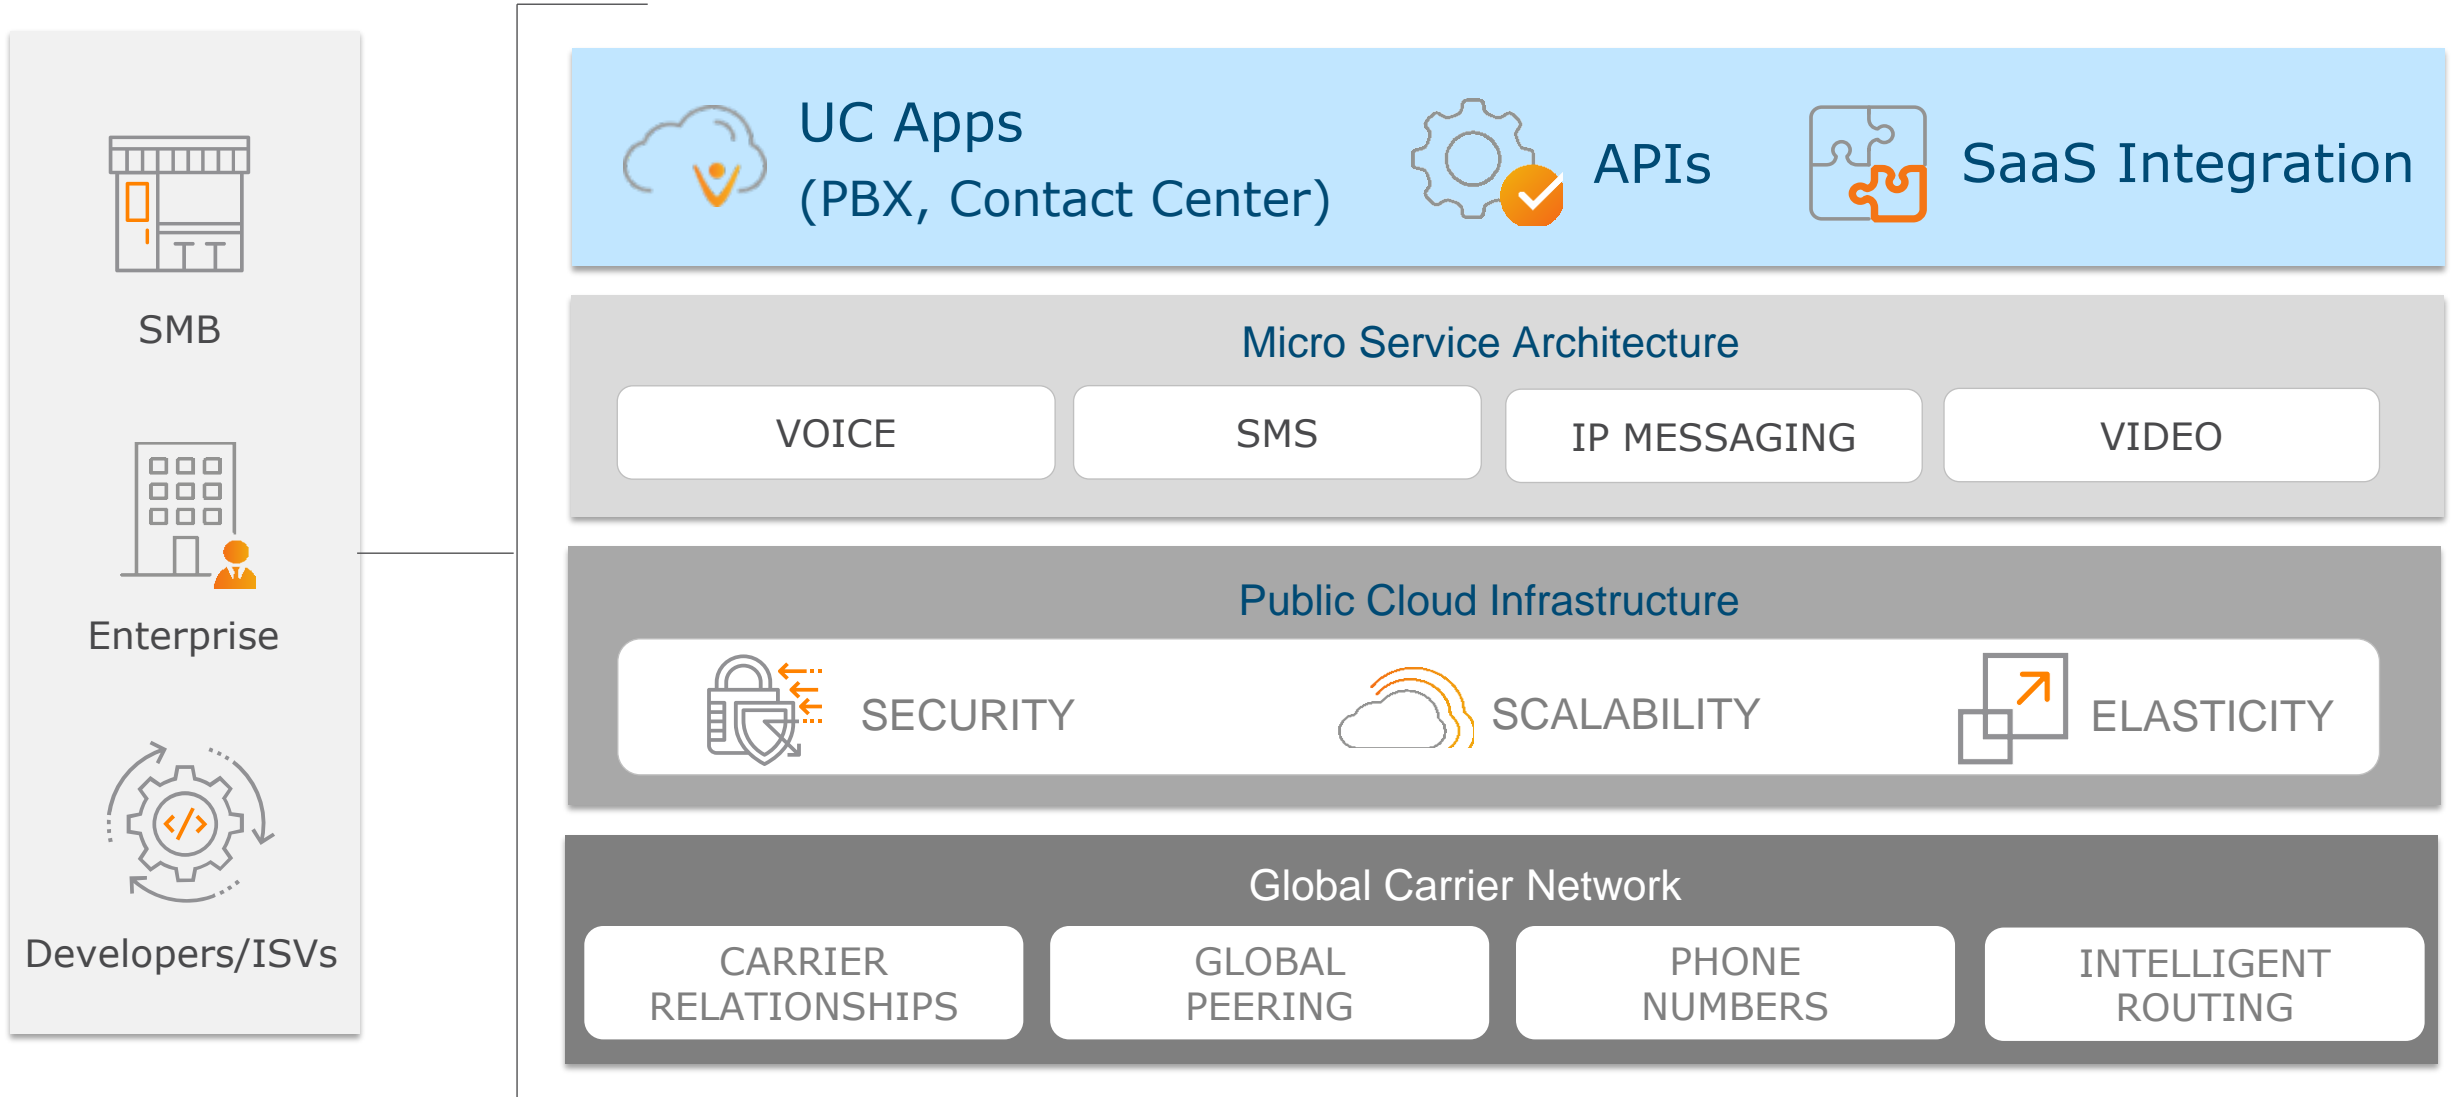 SMB
Enterprise
Developers/ISVs
UC Apps
(PBX, Contact Center)
APIs
SaaS Integration
Micro Service Architecture
VOICE
SMS
IP MESSAGING
VIDEO
Public Cloud Infrastructure
SECURITY
SCALABILITY
ELASTICITY
Global Carrier Network
CARRIER
RELATIONSHIPS
GLOBAL
PEERING
PHONE
NUMBERS
INTELLIGENT
ROUTING